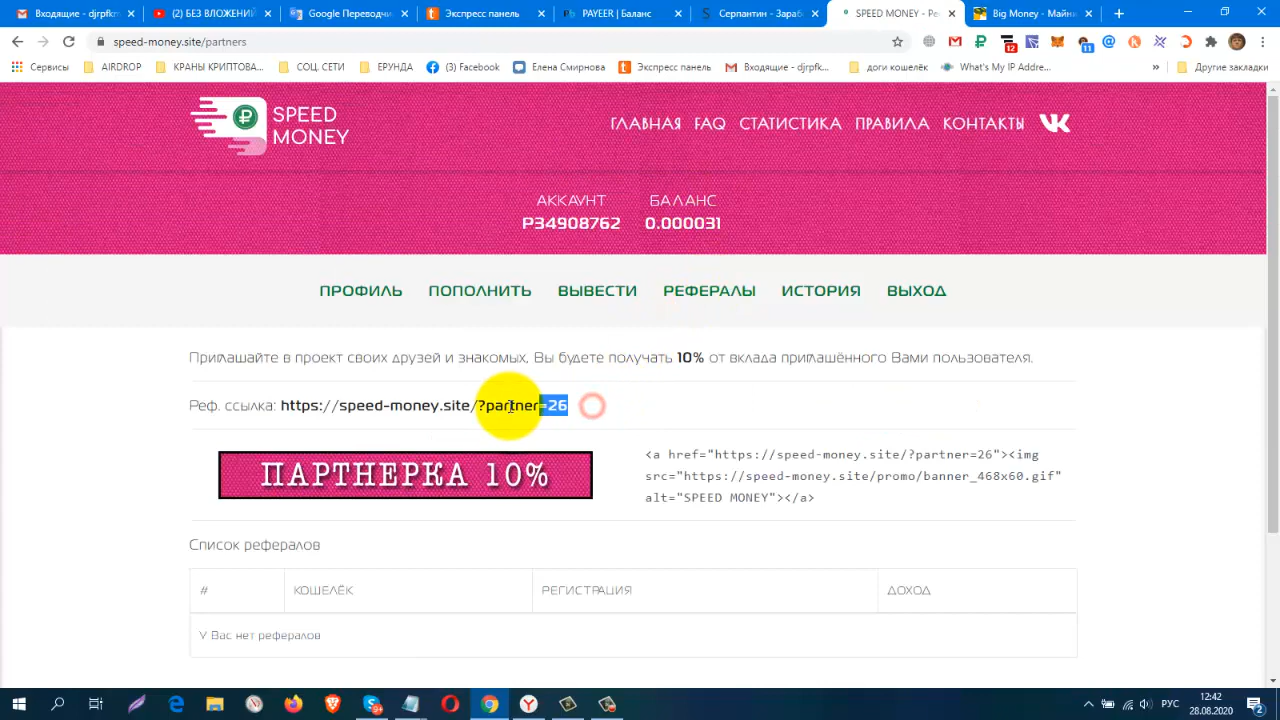 Входящие - djrpfk
(2) БЕЗ ВЛОЖЕНИЙ
Google Переводчи
Экспресс панель
PAYEER | Баланс
Серпантин - Зараб
SPEED MONEY - Ре
Big Money - Майни
speed-money.site/partners
12
11
Сервисы
AIRDROP
КРАНЫ КРИПТОВА...
СОЦ. СЕТИ
ЕРУНДА
(3) Facebook
Елена Смирнова
Экспресс панель
Входящие - djrpfk...
доги кошелёк
What's My IP Addre...
»
Другие закладки
SPEED
MONEY
ГЛАВНАЯ FAQ СТАТИСТИКА ПРАВИЛА КОНТАКТЫ
АККАУНТ БАЛАНС
P34908762 0.000031
ПРОФИЛЬ ПОПОЛНИТЬ ВЫВЕСТИ РЕФЕРАЛЫ ИСТОРИЯ ВЫХОД
Приглашайте в проект своих друзей и знакомых, Вы будете получать 10% от вклада приглашённого Вами пользователя.
Реф. ссылка: https://speed-money.site/?partner=26
ПАРТНЕРКА 10%
<a href="https://speed-money.site/?partner=26"><img
src="https://speed-money.site/promo/banner_468x60.gif"
alt="SPEED MONEY"></a>
Список рефералов
# КОШЕЛЁК РЕГИСТРАЦИЯ ДОХОД
У Вас нет рефералов
РУС
12:42
28.08.2020
2